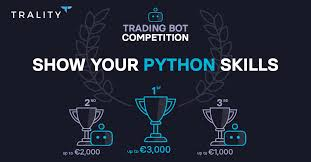 TRALITY
TRADING BOT
COMPETITION
SHOW YOUR PYTHON SKILLS
2ND
1ST
3RD
up to €2,000
up to €3,000
up to €1,000